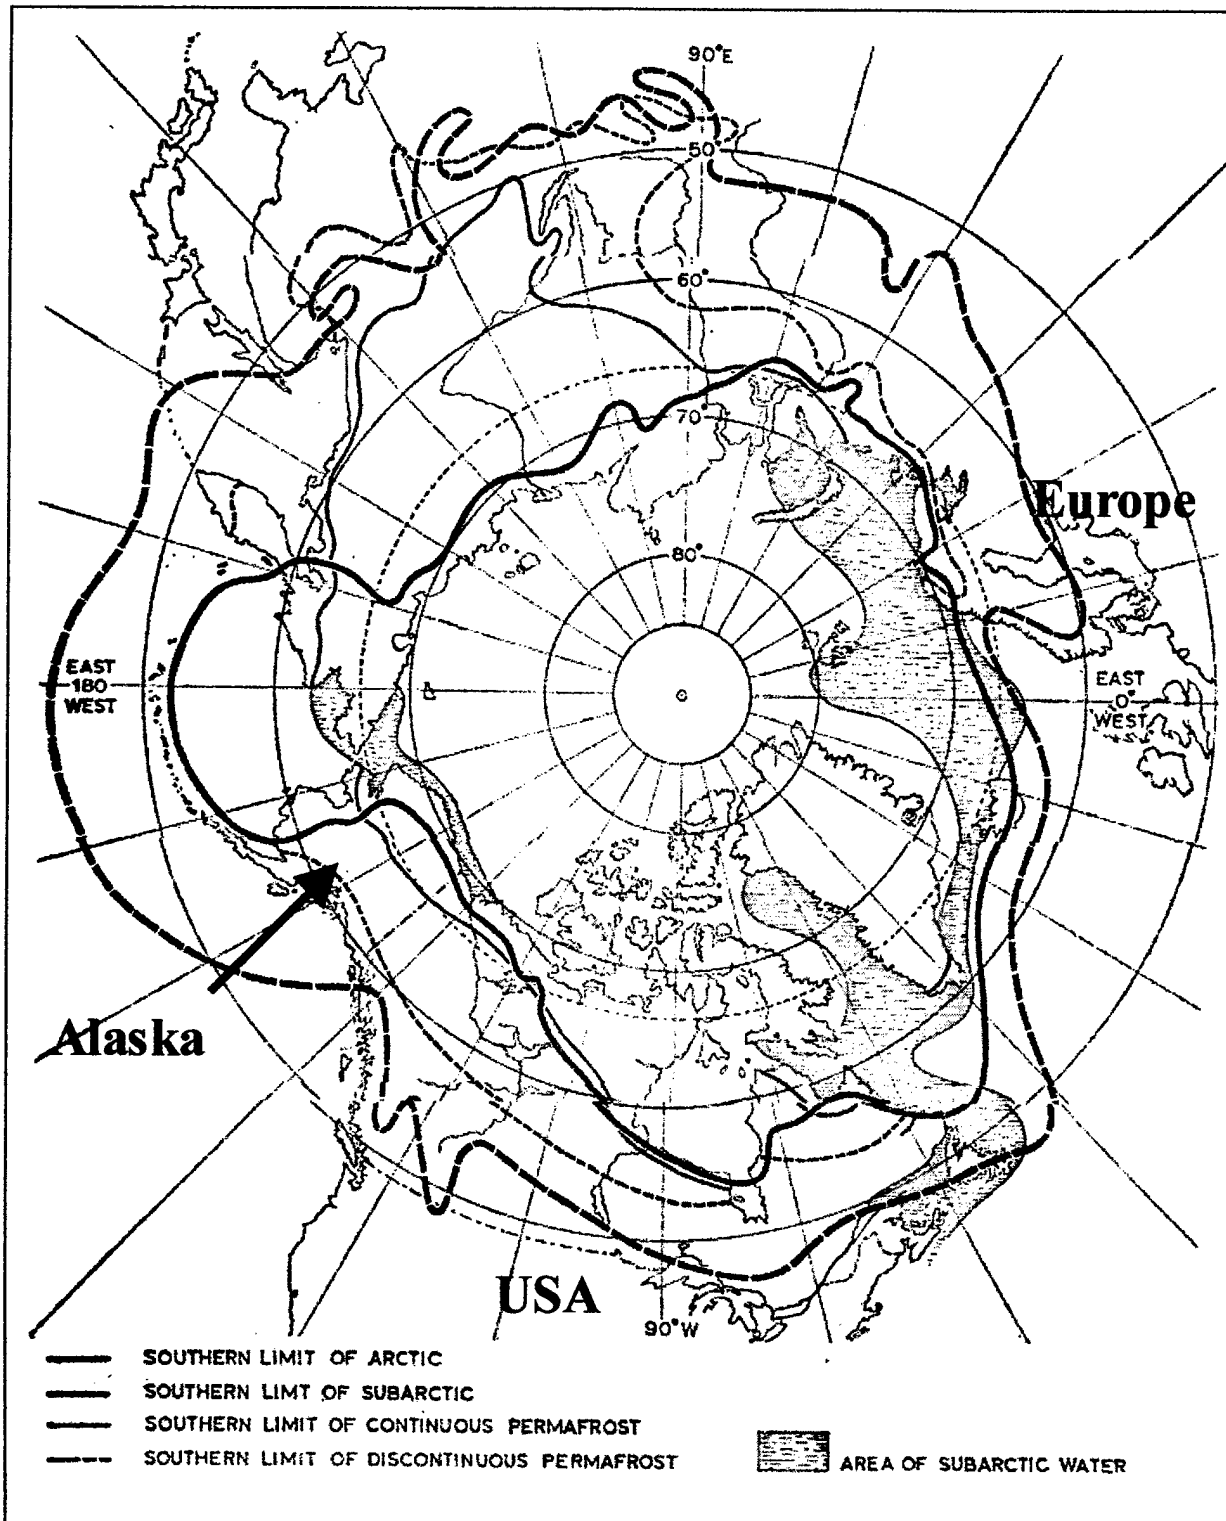 90°E
50
60°
70°
80°
Europe
EAST
180
WEST
EAST
0°
WEST
Alaska
USA
90°W
SOUTHERN LIMIT OF ARCTIC
SOUTHERN LIMT OF SUBARCTIC
SOUTHERN LIMIT OF CONTINUOUS PERMAFROST
SOUTHERN LIMIT OF DISCONTINUOUS PERMAFROST
AREA OF SUBARCTIC WATER